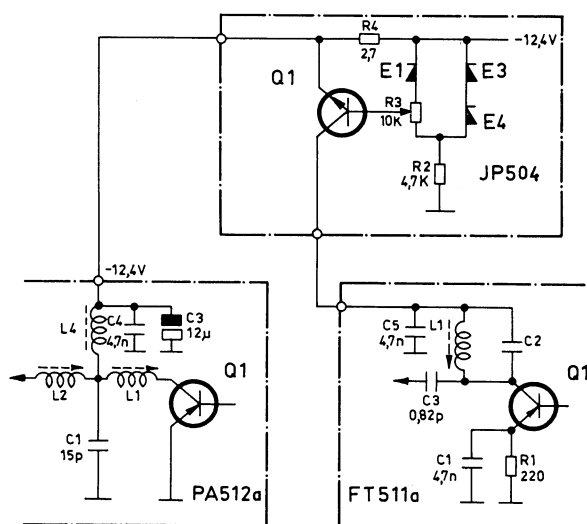 R4
2,7
-12,4V
Q1
E1
E3
R3
10K
E4
R2
4,7K
JP504
-12,4V
L4
C4
4,7n
C3
12μ
L2
L1
Q1
C1
15p
PA512a
C5
4,7n
L1
C2
C3
0,82p
Q1
C1
4,7n
R1
220
FT511a